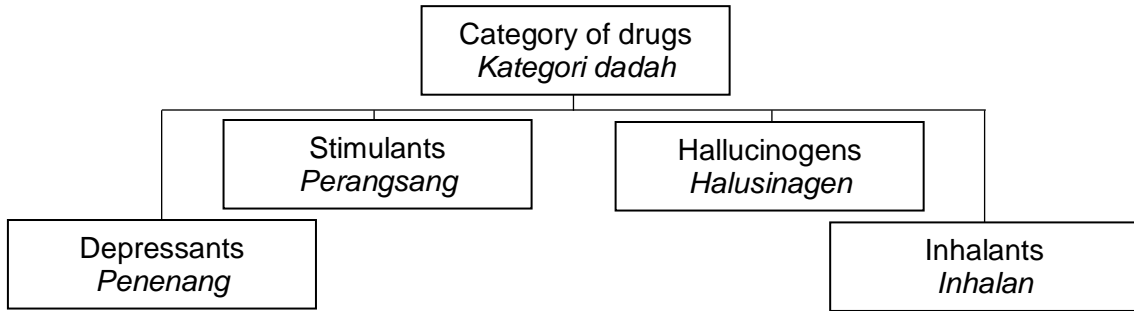 Category of drugs
Kategori dadah
Stimulants
Perangsang
Hallucinogens
Halusinagen
Depressants
Penenang
Inhalants
Inhalan